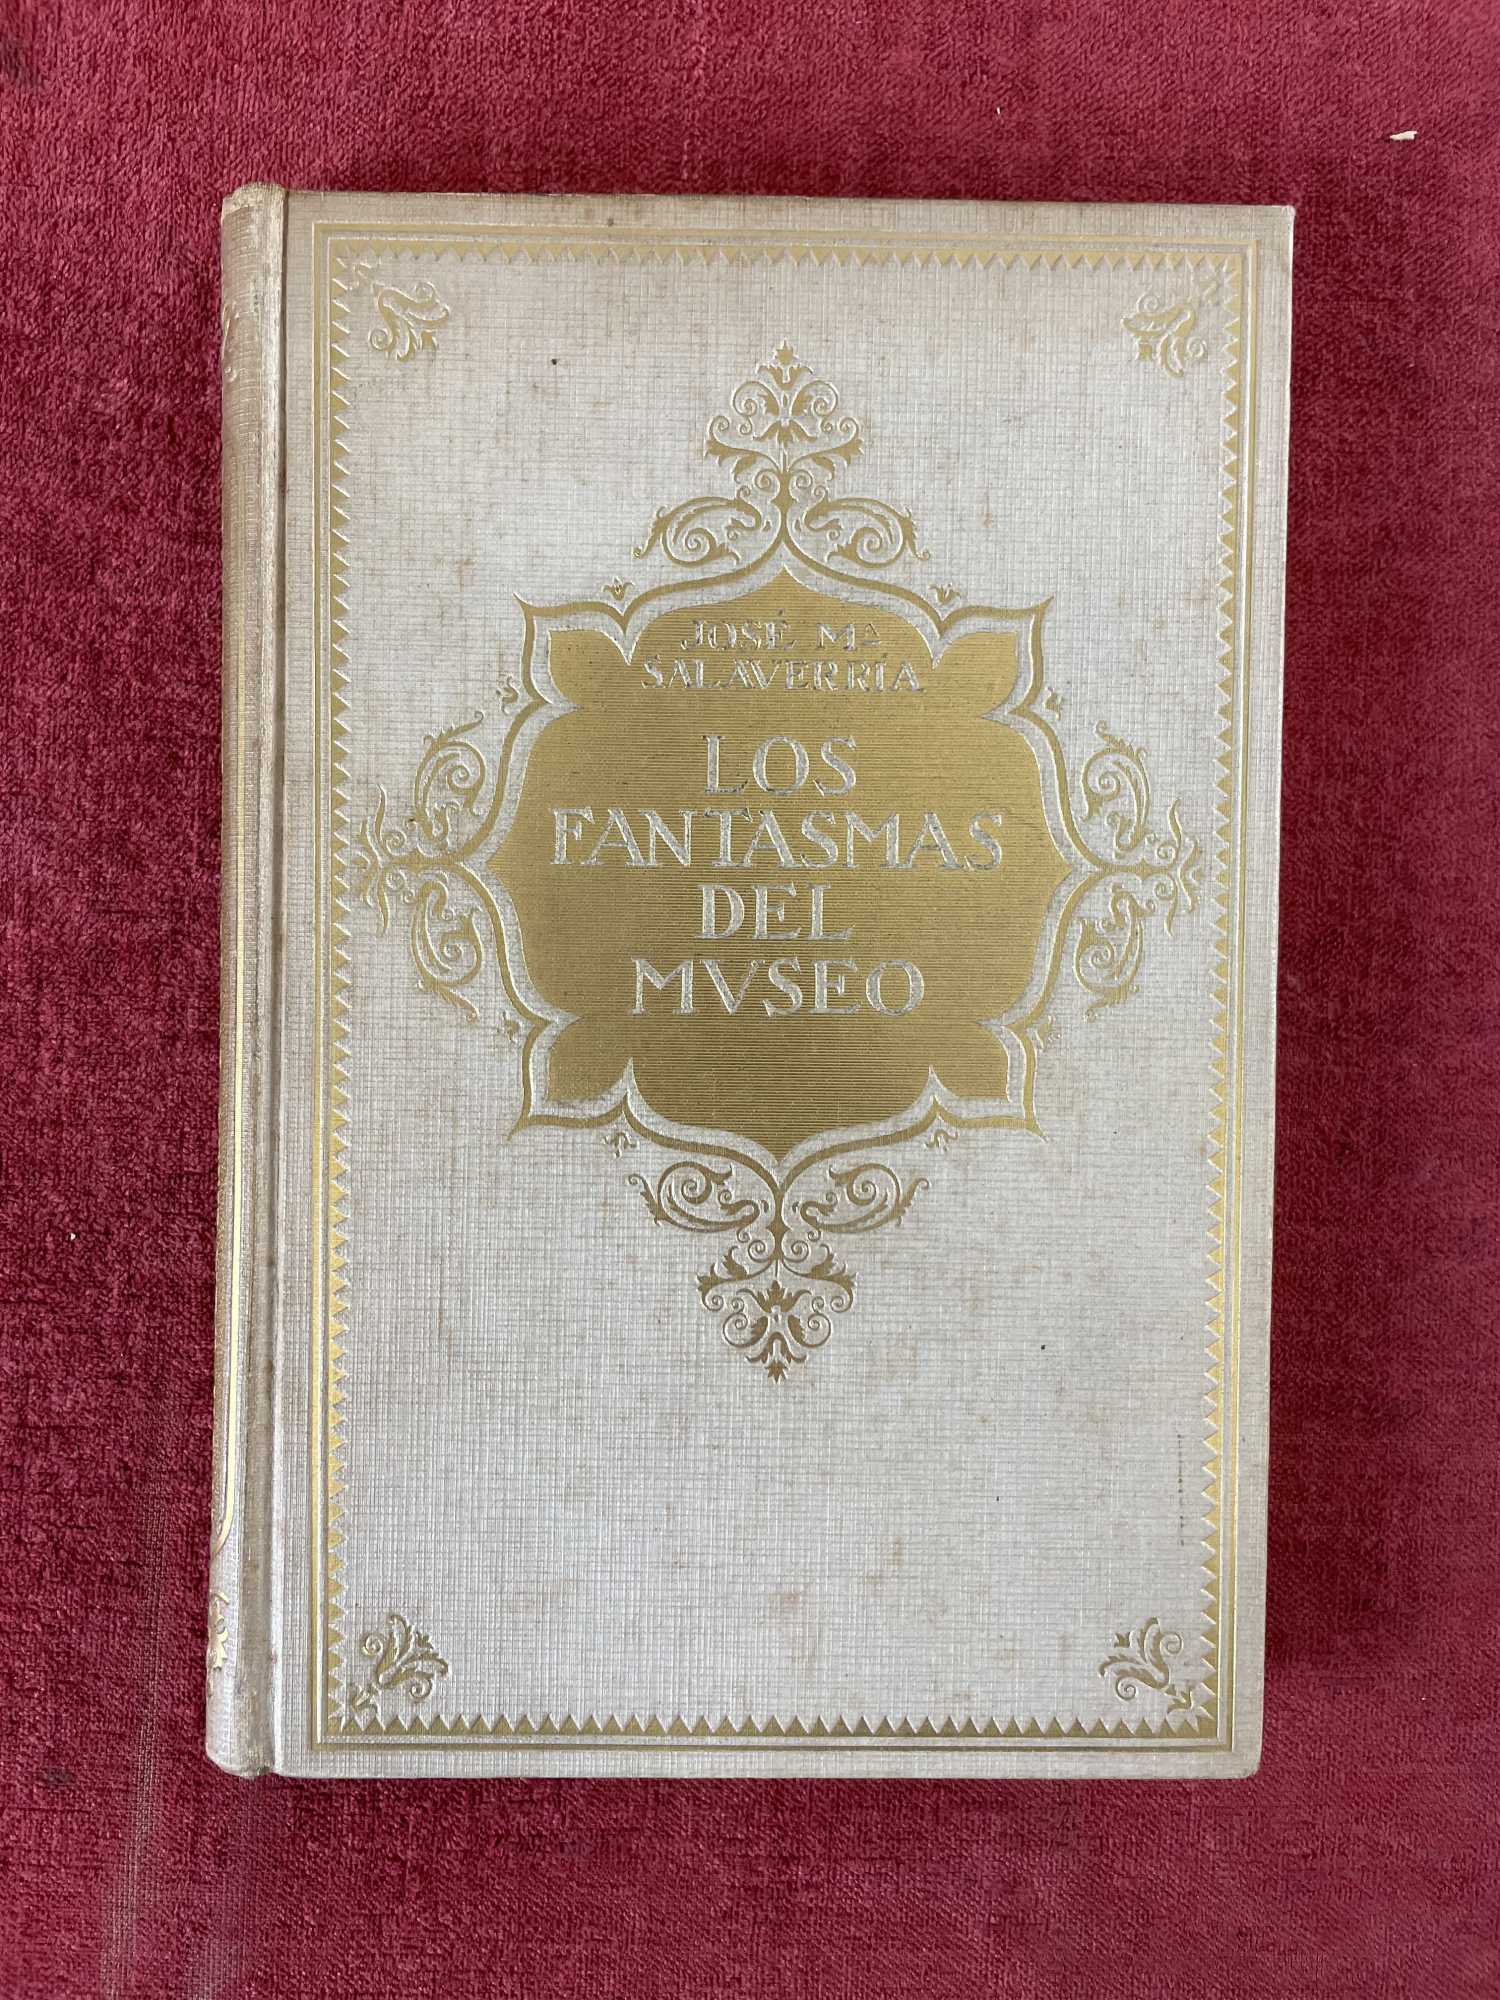 JOSÉ Mª
SALAVERRÍA
LOS
FANTASMAS
DEL
MVSEO